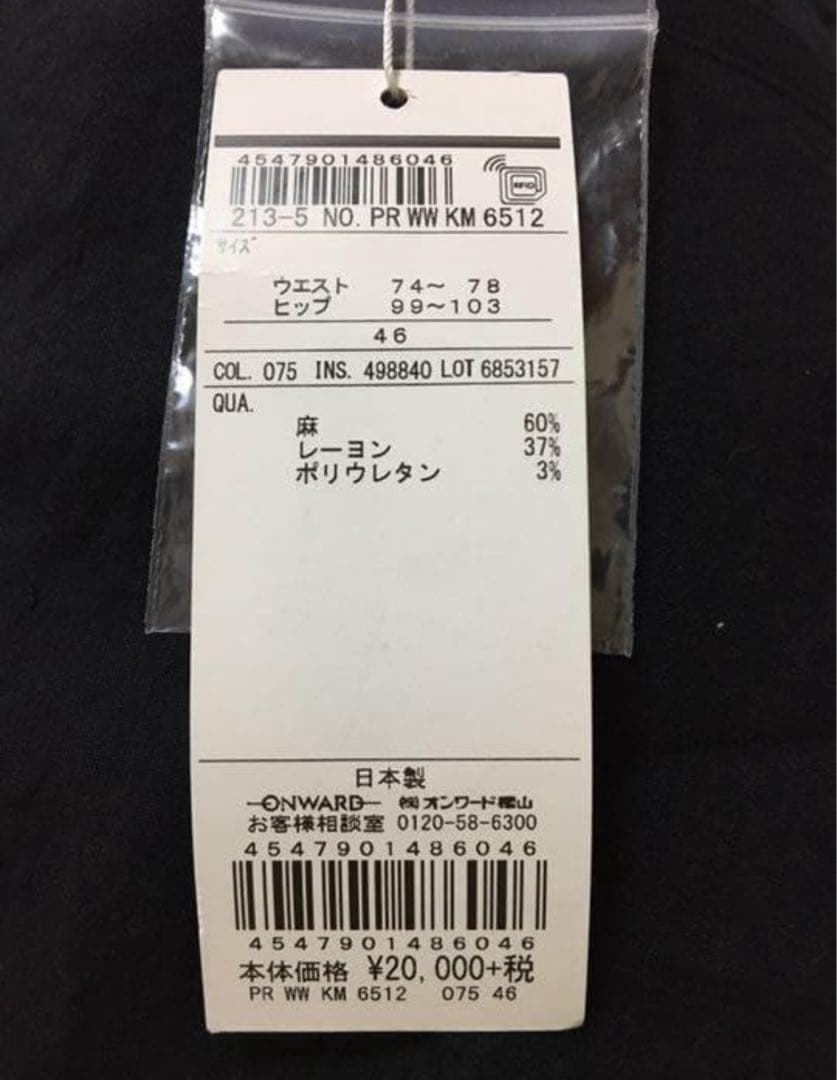 4547901486046
RFID
213-5 NO. PR WW KM 6512
サイズ
ウエスト 74～ 78
ヒップ 99～103
46
COL. 075 INS. 498840 LOT 6853157
QUA.
麻 60%
レーヨン 37%
ポリウレタン 3%
日本製
ONWARD ㈱オンワード樫山
お客様相談室 0120-58-6300
4547901486046
4547901486046
本体価格 ¥20,000+税
PR WW KM 6512 075 46